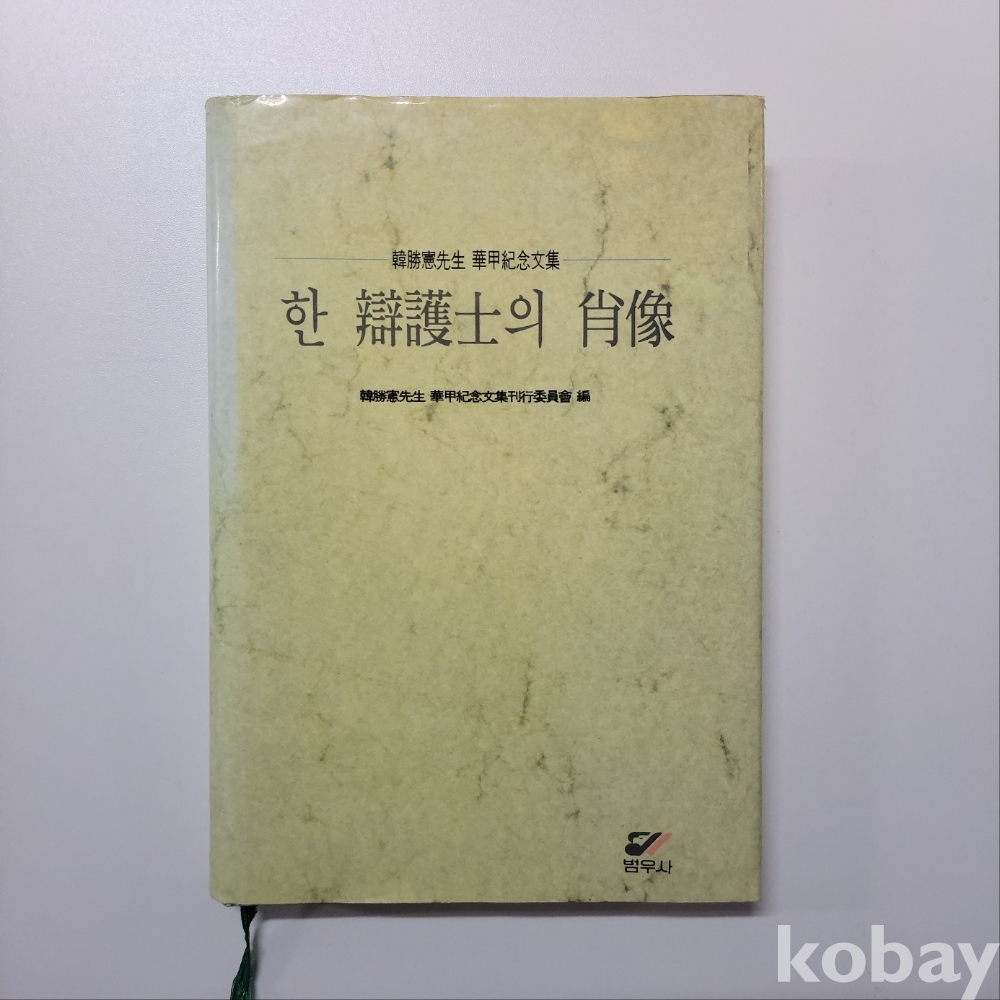 韓勝憲先生 華甲紀念文集
한 辯護士의 肖像
韓勝憲先生 華甲紀念文集刊行委員會 編
범우사
kobay